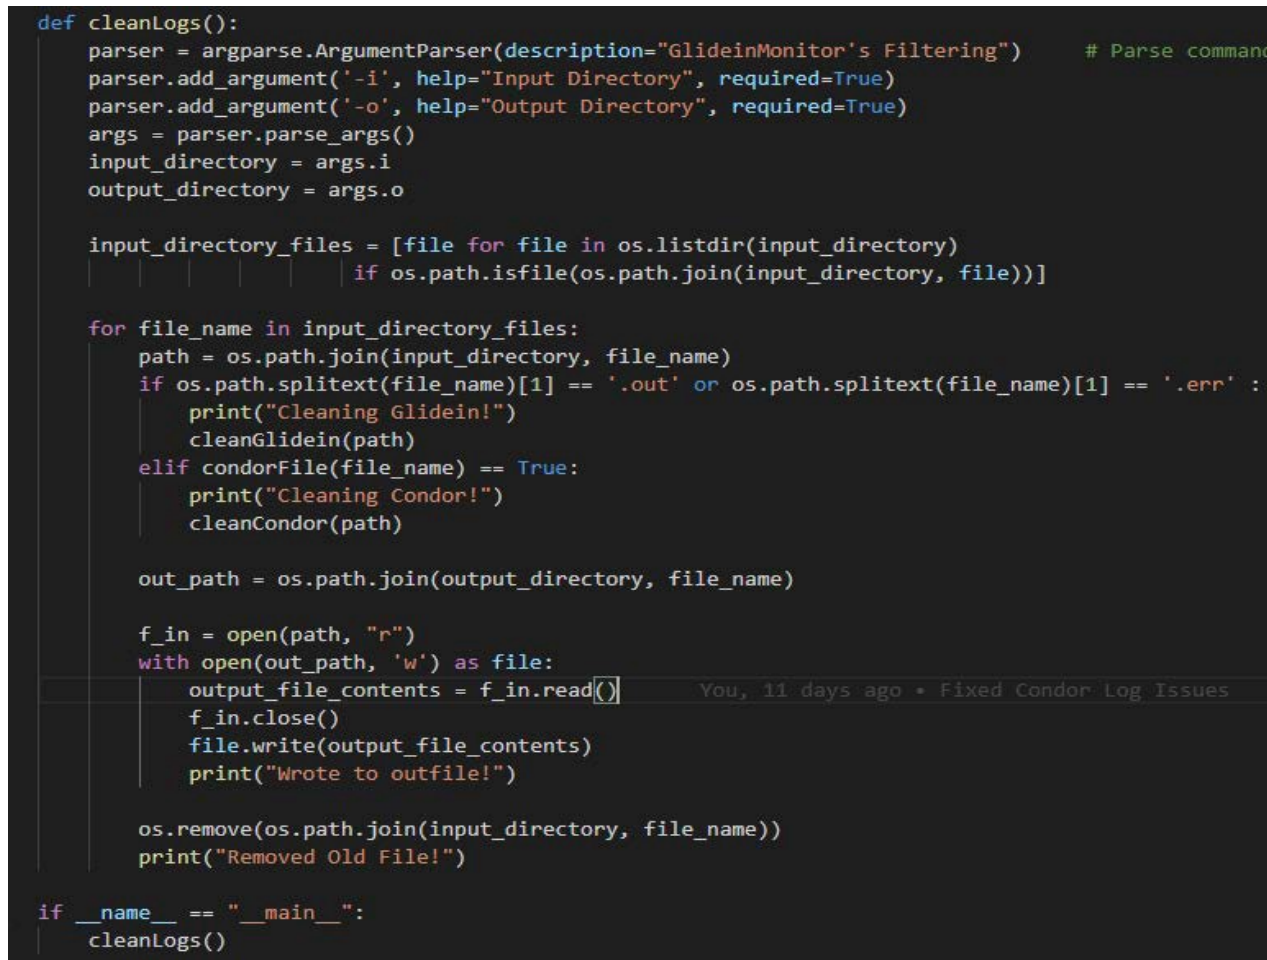 def cleanLogs():
    parser = argparse.ArgumentParser(description="GlideinMonitor's Filtering")     # Parse command
    parser.add_argument('-i', help="Input Directory", required=True)
    parser.add_argument('-o', help="Output Directory", required=True)
    args = parser.parse_args()
    input_directory = args.i
    output_directory = args.o
    input_directory_files = [file for file in os.listdir(input_directory)
                         if os.path.isfile(os.path.join(input_directory, file))]
    for file_name in input_directory_files:
        path = os.path.join(input_directory, file_name)
        if os.path.splitext(file_name)[1] == '.out' or os.path.splitext(file_name)[1] == '.err' :
            print("Cleaning Glidein!")
            cleanGlidein(path)
        elif condorFile(file_name) == True:
            print("Cleaning Condor!")
            cleanCondor(path)
        out_path = os.path.join(output_directory, file_name)
        f_in = open(path, "r")
        with open(out_path, 'w') as file:
            output_file_contents = f_in.read()      You, 11 days ago • Fixed Condor Log Issues
            f_in.close()
            file.write(output_file_contents)
            print("Wrote to outfile!")
        os.remove(os.path.join(input_directory, file_name))
        print("Removed Old File!")
if __name__ == "__main__":
    cleanLogs()